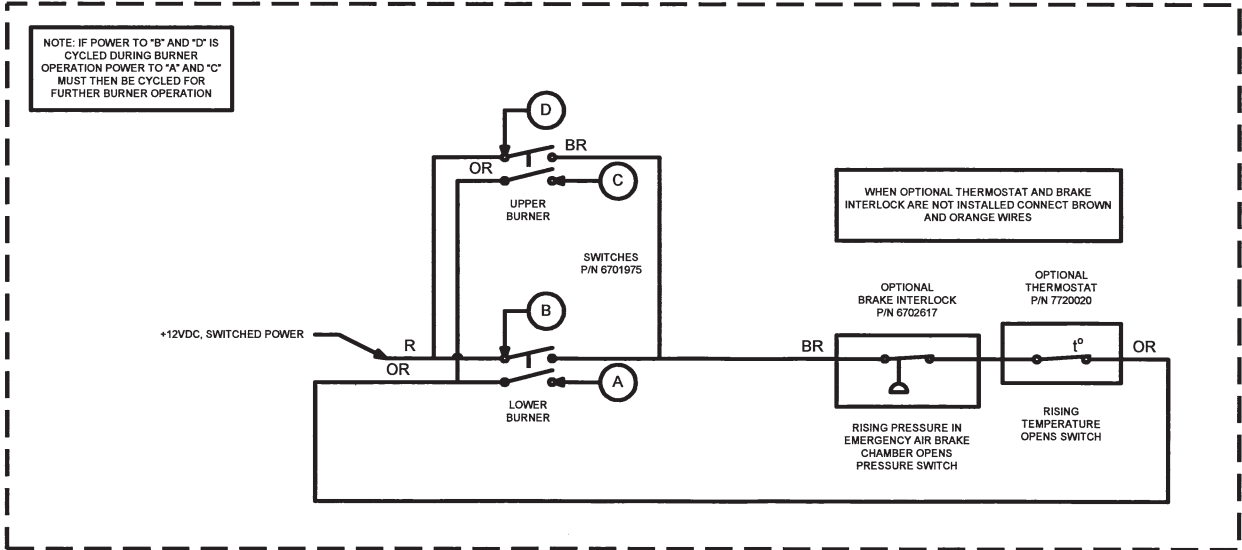 NOTE: IF POWER TO "B" AND "D" IS
CYCLED DURING BURNER
OPERATION POWER TO "A" AND "C"
MUST THEN BE CYCLED FOR
FURTHER BURNER OPERATION
D
BR
OR
C
UPPER
BURNER
SWITCHES
P/N 6701975
WHEN OPTIONAL THERMOSTAT AND BRAKE
INTERLOCK ARE NOT INSTALLED CONNECT BROWN
AND ORANGE WIRES
OPTIONAL
BRAKE INTERLOCK
P/N 6702617
OPTIONAL
THERMOSTAT
P/N 7720020
B
+12VDC, SWITCHED POWER
R
OR
A
LOWER
BURNER
BR
t°
OR
RISING PRESSURE IN
EMERGENCY AIR BRAKE
CHAMBER OPENS
PRESSURE SWITCH
RISING
TEMPERATURE
OPENS SWITCH